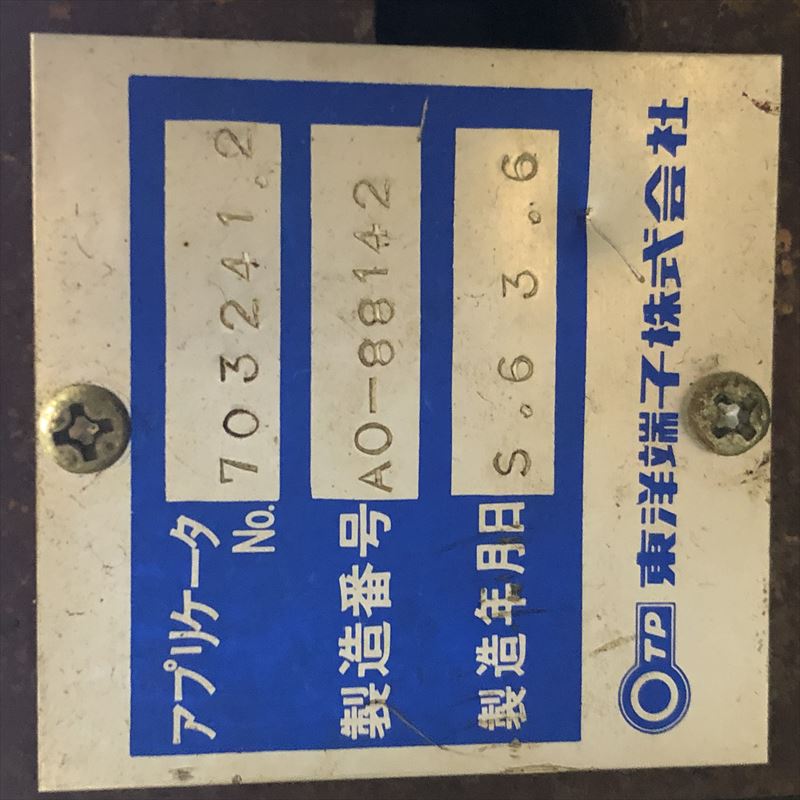 アプリケータ No. 703241.2
製造番号 AO-88142
製造年月日 S.63.6
TP 東洋端子株式会社